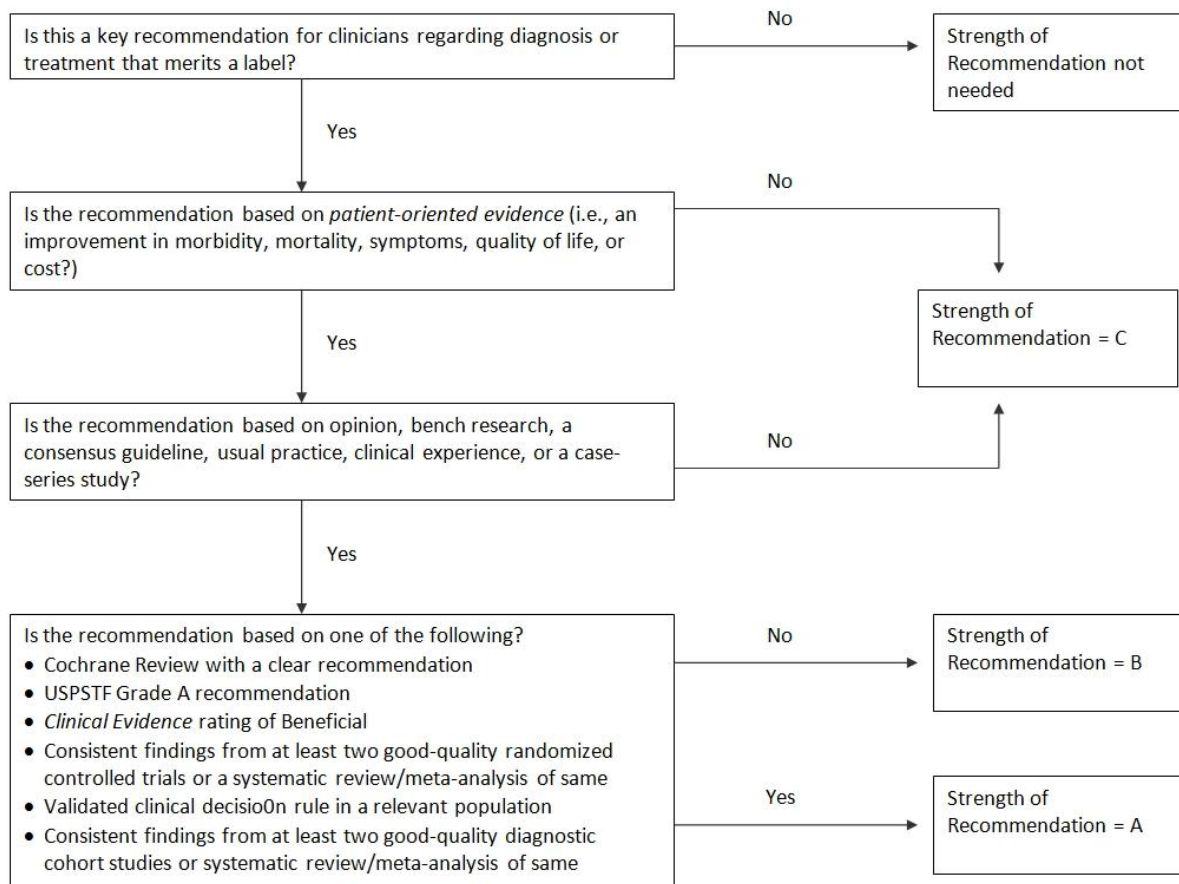 Is this a key recommendation for clinicians regarding diagnosis or
treatment that merits a label?
No
Strength of
Recommendation not
needed
Yes
Is the recommendation based on patient-oriented evidence (i.e., an
improvement in morbidity, mortality, symptoms, quality of life, or
cost?)
No
Strength of
Recommendation = C
Yes
Is the recommendation based on opinion, bench research, a
consensus guideline, usual practice, clinical experience, or a case-
series study?
No
Yes
Is the recommendation based on one of the following?
• Cochrane Review with a clear recommendation
• USPSTF Grade A recommendation
• Clinical Evidence rating of Beneficial
• Consistent findings from at least two good-quality randomized
controlled trials or a systematic review/meta-analysis of same
• Validated clinical decisio0n rule in a relevant population
• Consistent findings from at least two good-quality diagnostic
cohort studies or systematic review/meta-analysis of same
No
Strength of
Recommendation = B
Yes
Strength of
Recommendation = A